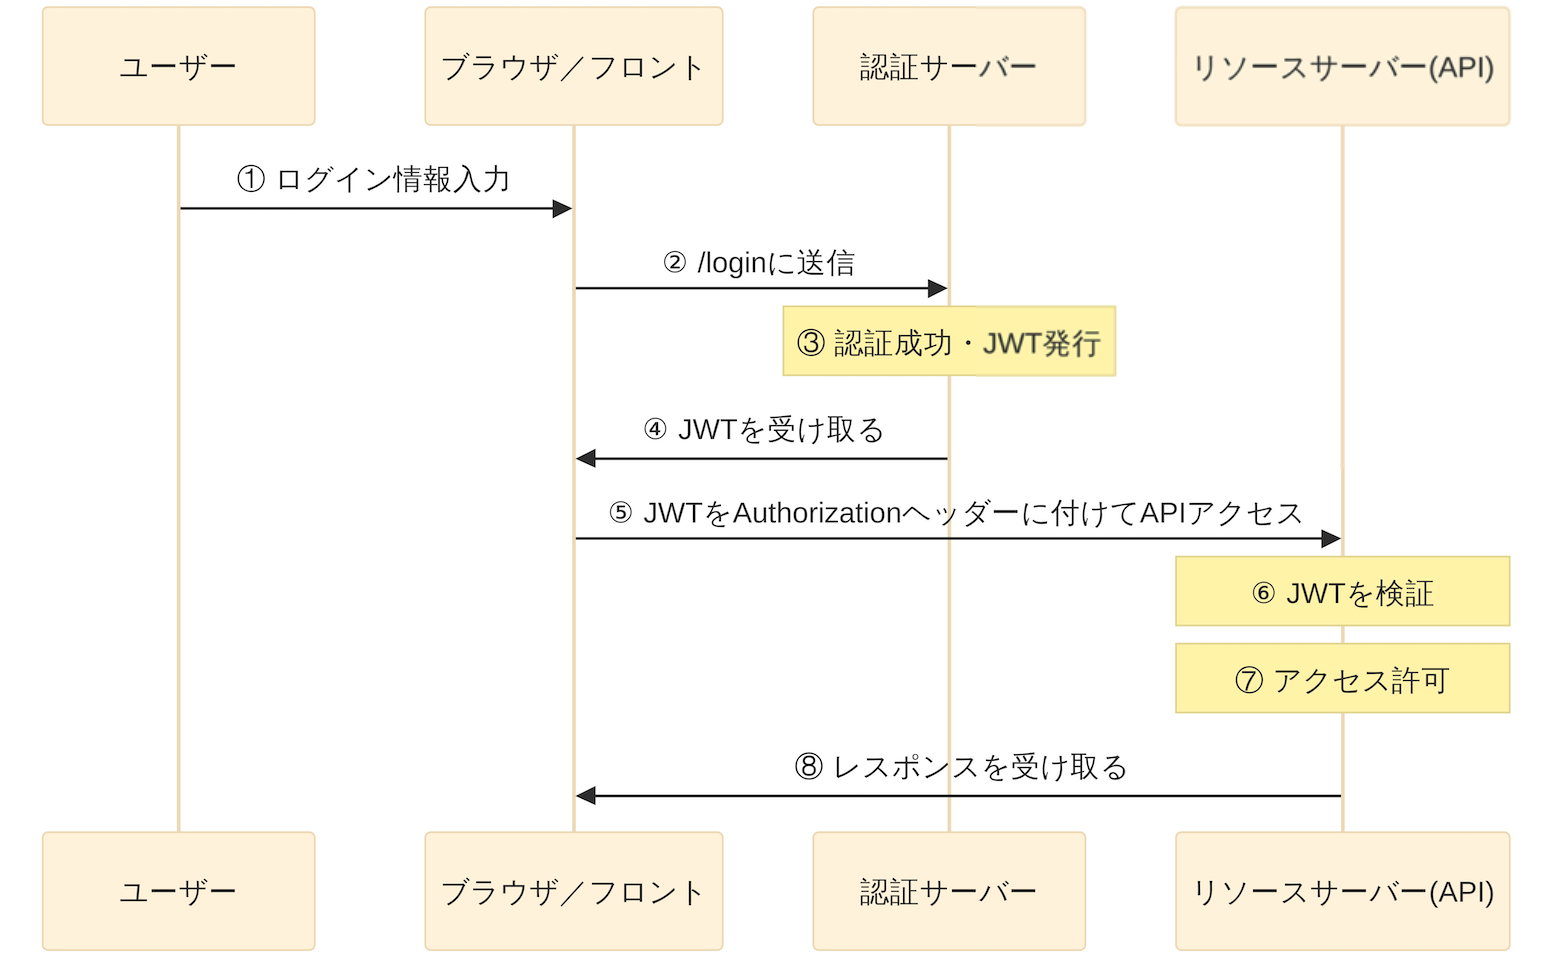 ユーザー
ブラウザ／フロント
認証サーバー
リソースサーバー(API)
① ログイン情報入力
② /loginに送信
③ 認証成功・JWT発行
④ JWTを受け取る
⑤ JWTをAuthorizationヘッダーに付けてAPIアクセス
⑥ JWTを検証
⑦ アクセス許可
⑧ レスポンスを受け取る
ユーザー
ブラウザ／フロント
認証サーバー
リソースサーバー(API)